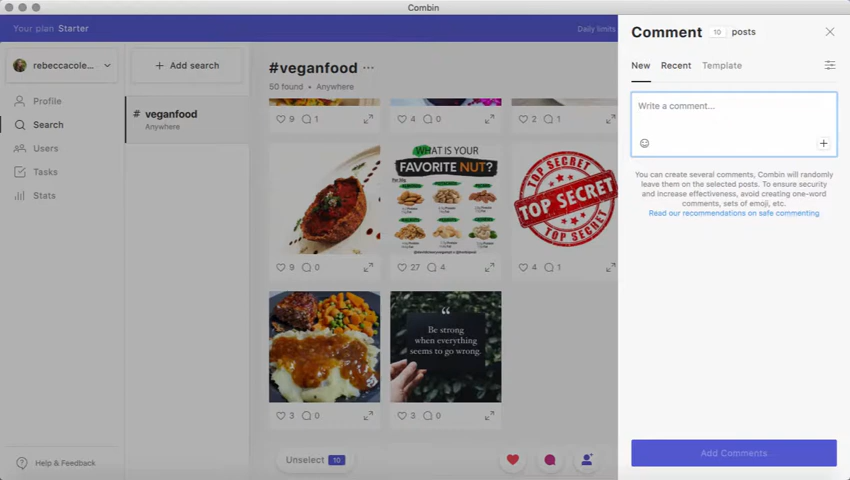 Combin
Your plan Starter
Daily limits
rebeccacole...
Profile
Search
Users
Tasks
Stats
Help & Feedback
+ Add search
# veganfood
Anywhere
#veganfood ...
50 found • Anywhere
9 1
4 0
2 1
WHAT IS YOUR
FAVORITE NUT?
TOP SECRET
9 0
27 4
4 1
Be strong
when everything
seems to go wrong.
3 0
3 0
Unselect 10
Comment 10 posts
New Recent Template
Write a comment...
You can create several comments, Combin will randomly
leave them on the selected posts. To ensure security
and increase effectiveness, avoid creating one-word
comments, sets of emoji, etc.
Read our recommendations on safe commenting
Add Comments